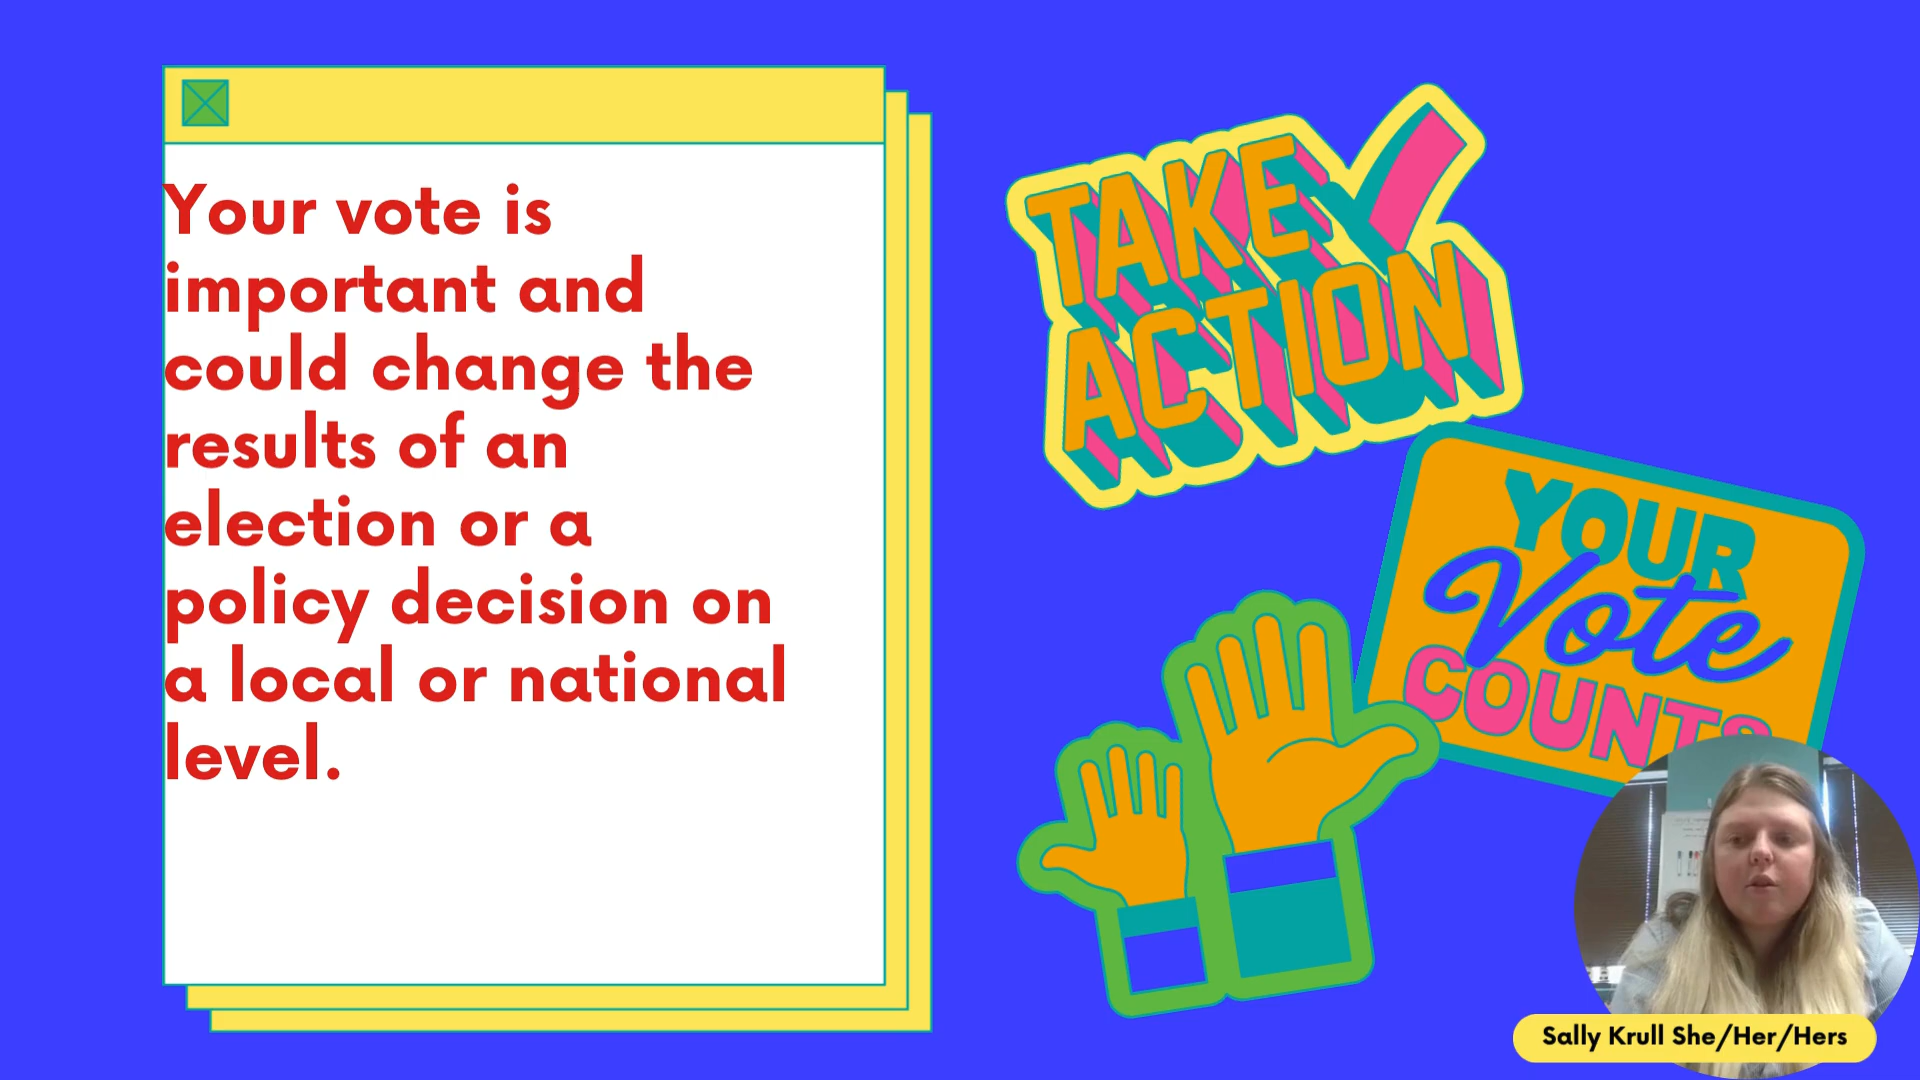 Your vote is
important and
could change the
results of an
election or a
policy decision on
a local or national
level.
TAKE
ACTION
YOUR
Vote
COUNTS
Sally Krull She/Her/Hers